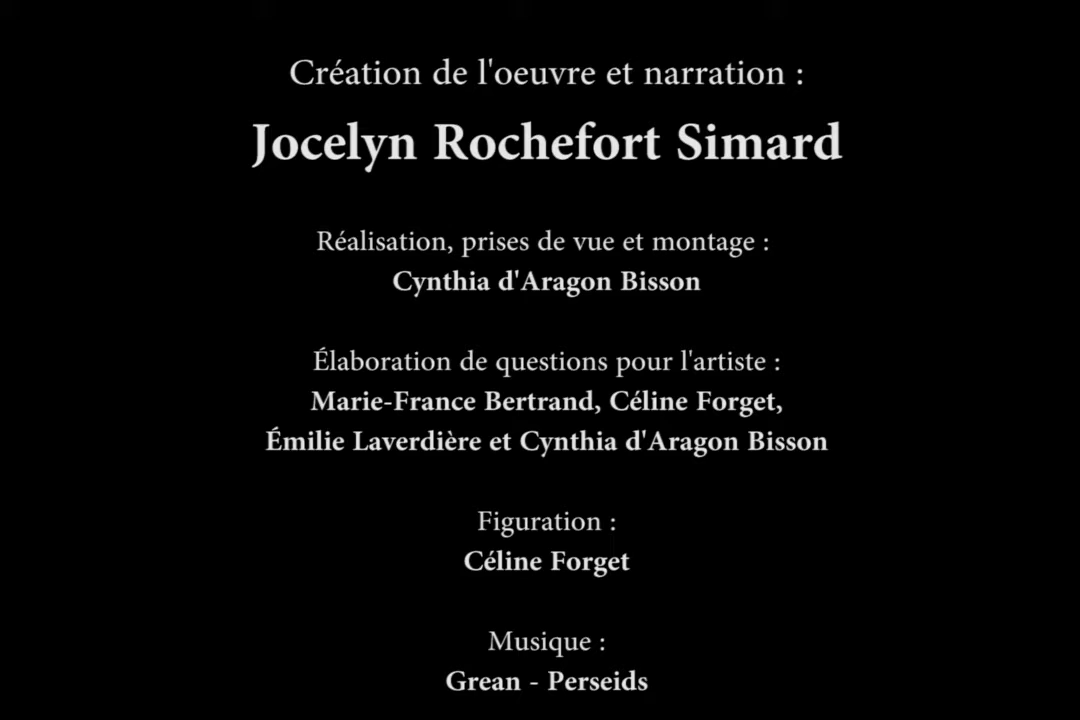 Création de l'oeuvre et narration :
Jocelyn Rochefort Simard
Réalisation, prises de vue et montage :
Cynthia d'Aragon Bisson
Élaboration de questions pour l'artiste :
Marie-France Bertrand, Céline Forget,
Émilie Laverdière et Cynthia d'Aragon Bisson
Figuration :
Céline Forget
Musique :
Grean - Perseids